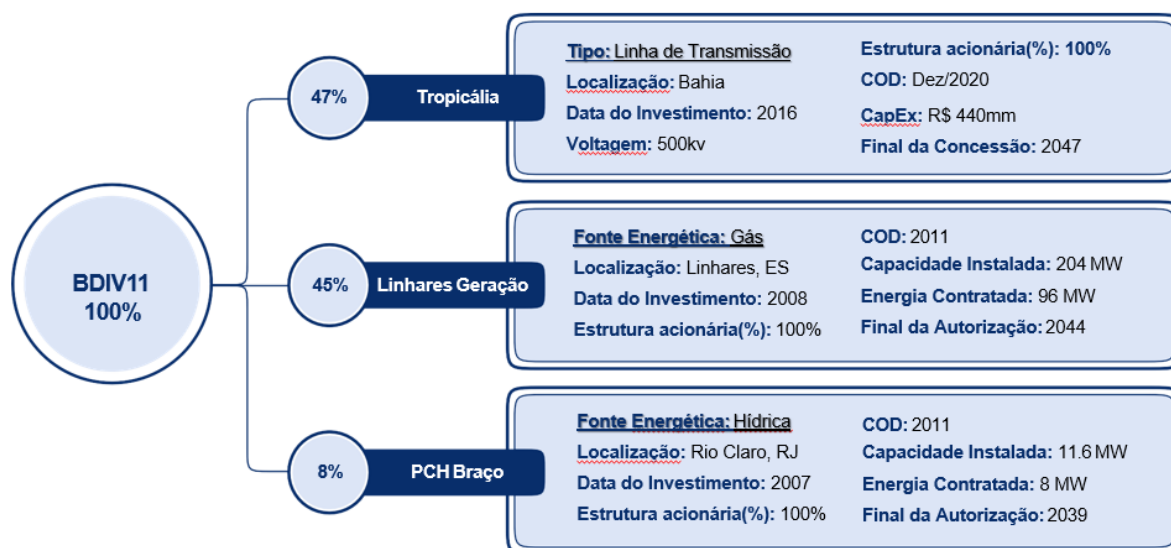 BDIV11
100%
47%
Tropicália
Tipo: Linha de Transmissão
Localização: Bahia
Data do Investimento: 2016
Voltagem: 500kv
Estrutura acionária(%): 100%
COD: Dez/2020
CapEx: R$ 440mm
Final da Concessão: 2047
45%
Linhares Geração
Fonte Energética: Gás
Localização: Linhares, ES
Data do Investimento: 2008
Estrutura acionária(%): 100%
COD: 2011
Capacidade Instalada: 204 MW
Energia Contratada: 96 MW
Final da Autorização: 2044
8%
PCH Braço
Fonte Energética: Hídrica
Localização: Rio Claro, RJ
Data do Investimento: 2007
Estrutura acionária(%): 100%
COD: 2011
Capacidade Instalada: 11.6 MW
Energia Contratada: 8 MW
Final da Autorização: 2039